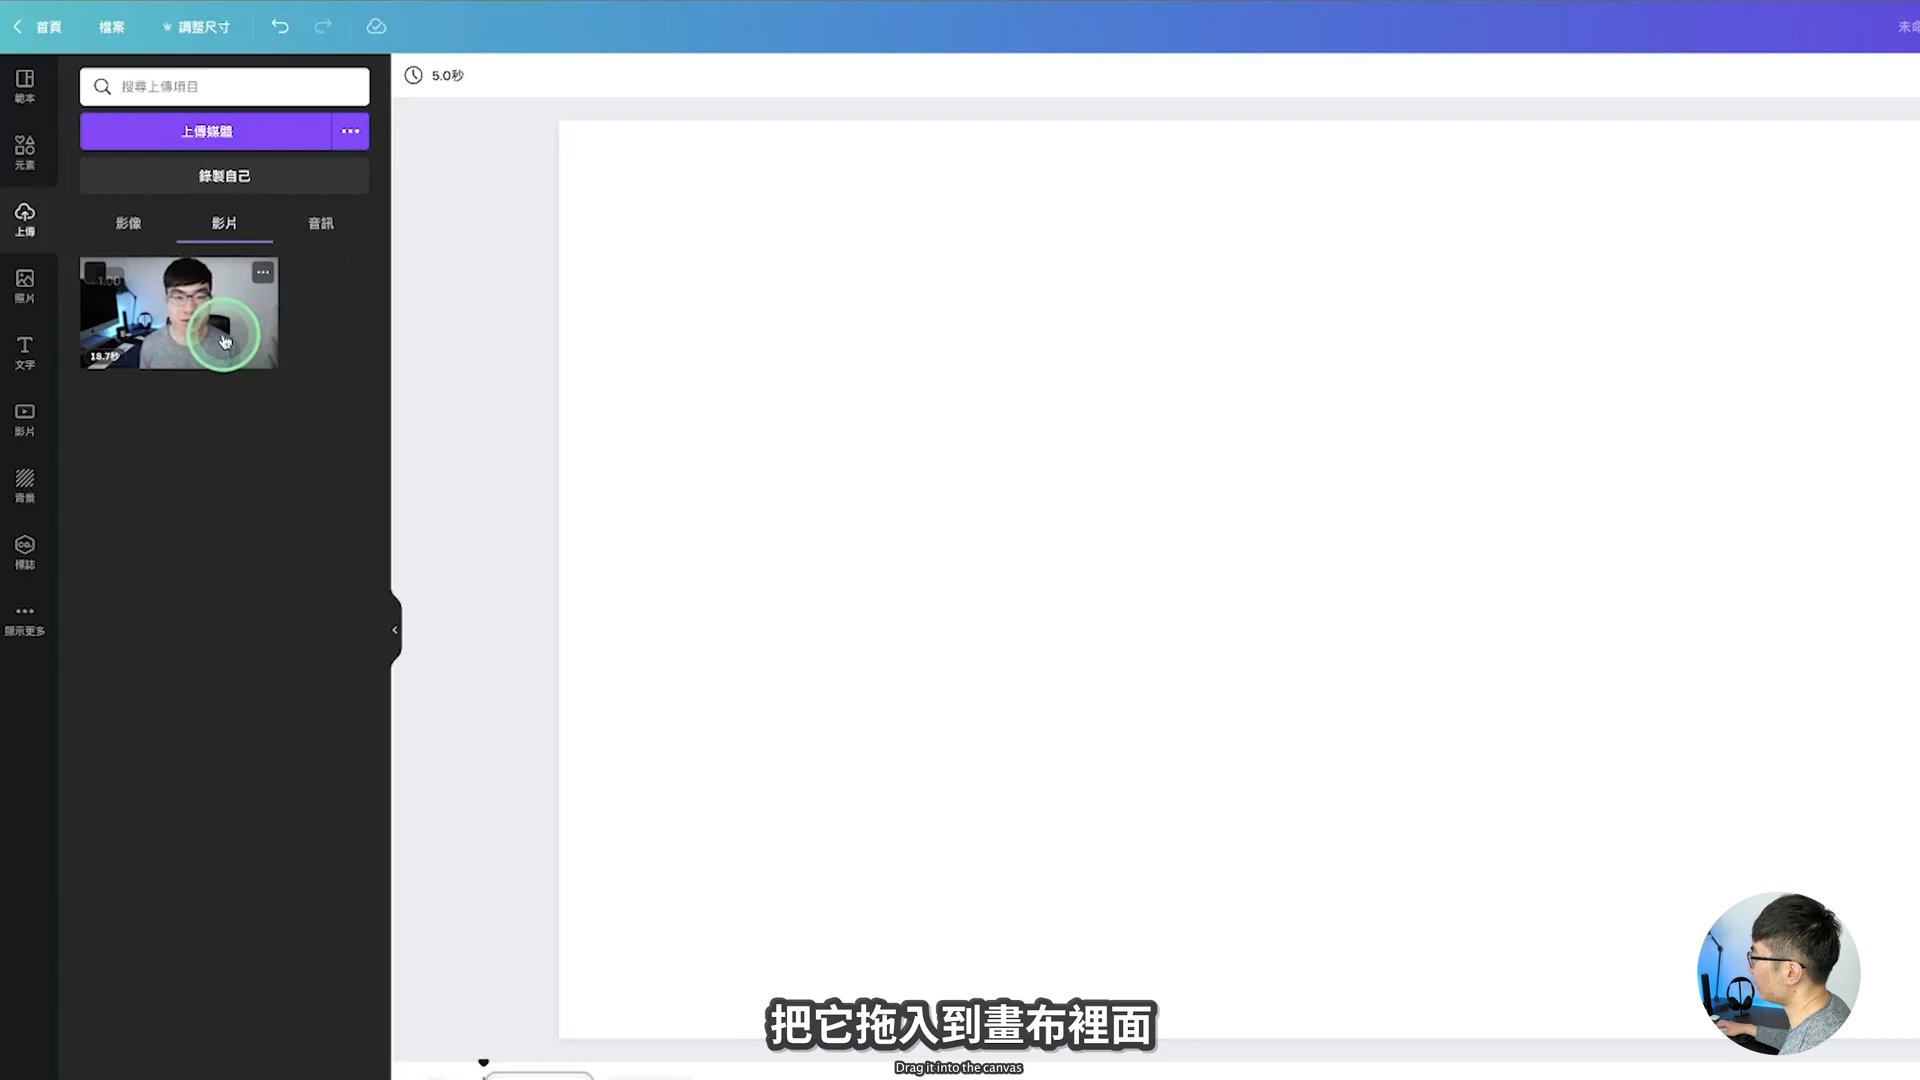 首頁
檔案
調整尺寸
未命
範本
元素
上傳
照片
文字
影片
背景
標誌
顯示更多
搜尋上傳項目
上傳媒體
錄製自己
影像
影片
音訊
18.7秒
5.0秒
把它拖入到畫布裡面
Drag it into the canvas